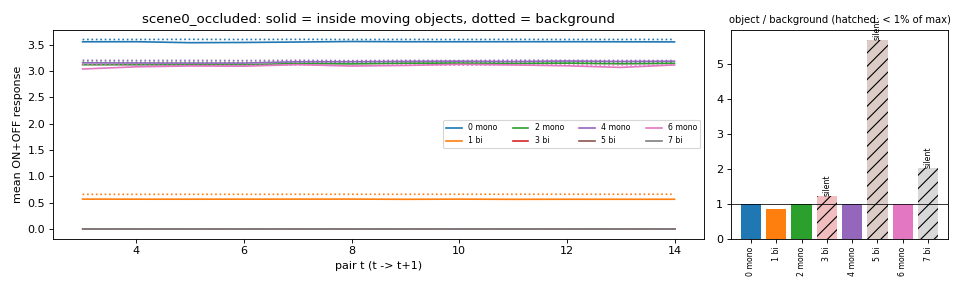 scene0_occluded: solid = inside moving objects, dotted = background
mean ON+OFF response
3.5
3.0
2.5
2.0
1.5
1.0
0.5
0.0
0 mono
2 mono
4 mono
6 mono
1 bi
3 bi
5 bi
7 bi
4
6
8
10
12
14
pair t (t -> t+1)
object / background (hatched: < 1% of max)
5
4
3
2
1
0
silent
silent
silent
0 mono
1 bi
2 mono
3 bi
4 mono
5 bi
6 mono
7 bi